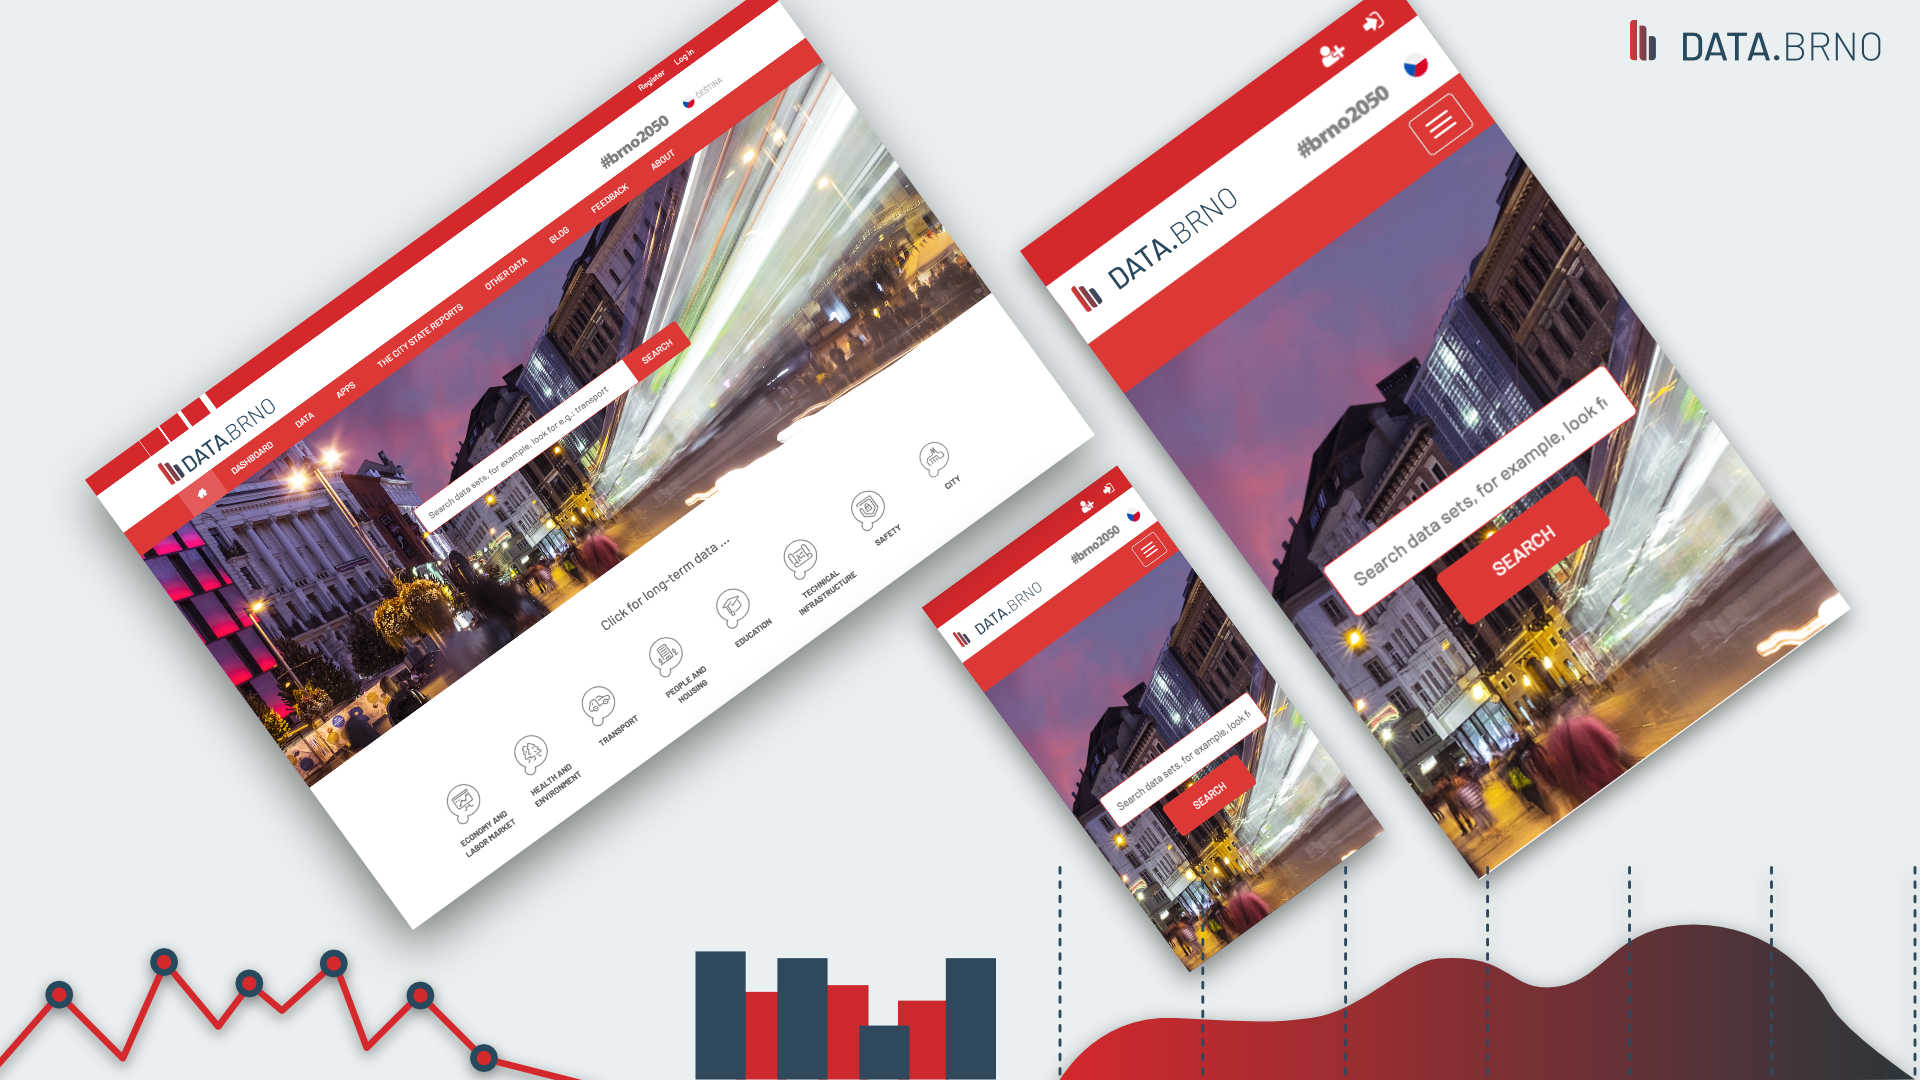 DATA.BRNO
Register Log in
#brno2050 ČEŠTINA
DATA.BRNO
DASHBOARD DATA APPS THE CITY STATE REPORTS OTHER DATA BLOG FEEDBACK ABOUT
Search data sets, for example, look for e.g.: transport SEARCH
Click for long-term data ...
ECONOMY AND
LABOR MARKET
HEALTH AND
ENVIRONMENT
TRANSPORT
PEOPLE AND
HOUSING
EDUCATION
TECHNICAL
INFRASTRUCTURE
SAFETY
CITY
DATA.BRNO #brno2050
Search data sets, for example, look f
SEARCH
DATA.BRNO #brno2050
Search data sets, for example, look f
SEARCH